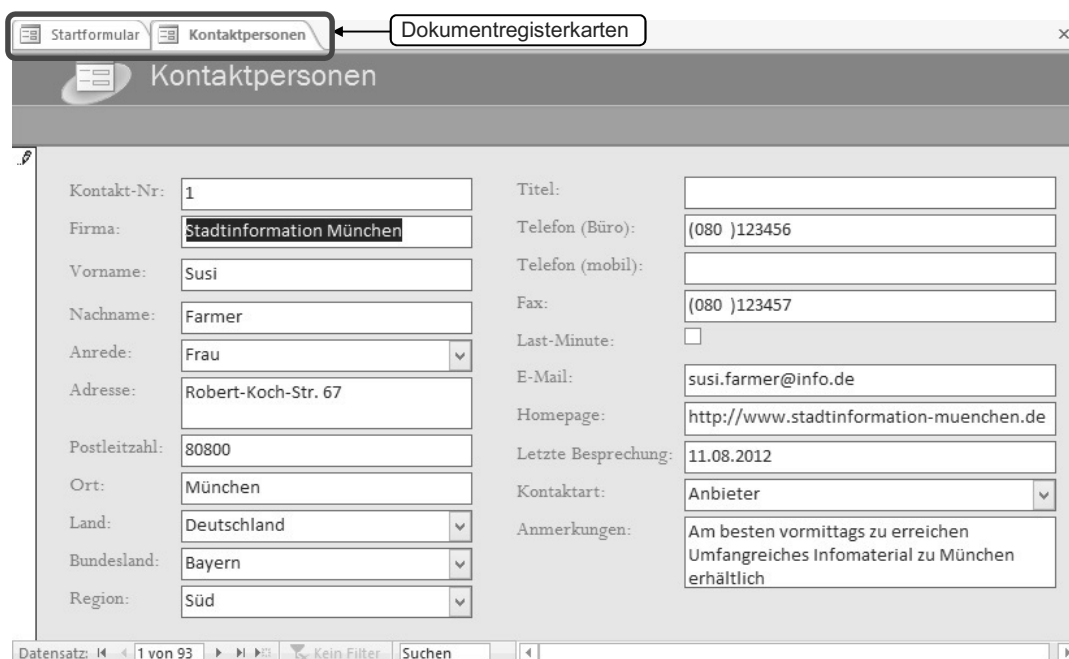 Startformular Kontaktpersonen Dokumentregisterkarten
Kontaktpersonen
Kontakt-Nr: 1
Firma: Stadtinformation München
Vorname: Susi
Nachname: Farmer
Anrede: Frau
Adresse: Robert-Koch-Str. 67
Postleitzahl: 80800
Ort: München
Land: Deutschland
Bundesland: Bayern
Region: Süd
Titel:
Telefon (Büro): (080 )123456
Telefon (mobil):
Fax: (080 )123457
Last-Minute:
E-Mail: susi.farmer@info.de
Homepage: http://www.stadtinformation-muenchen.de
Letzte Besprechung: 11.08.2012
Kontaktart: Anbieter
Anmerkungen: Am besten vormittags zu erreichen
Umfangreiches Infomaterial zu München
erhältlich
Datensatz: 1 von 93 Kein Filter Suchen